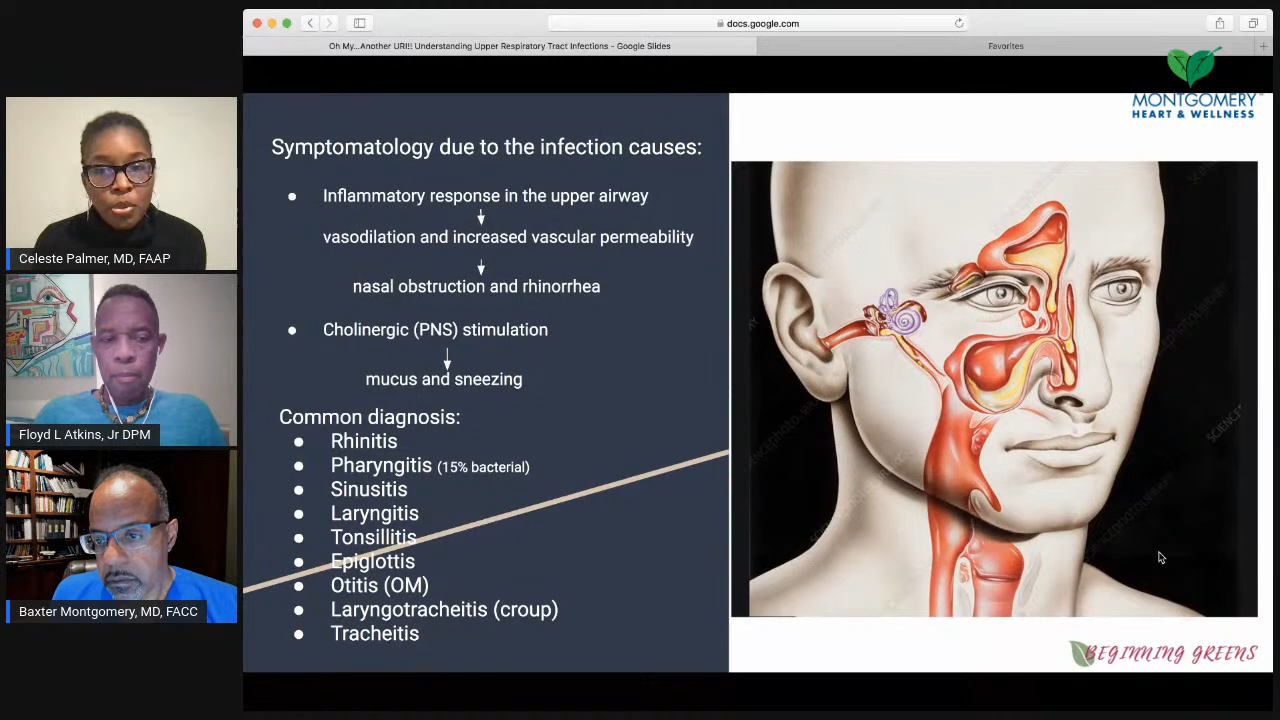 docs.google.com
Oh My...Another URI!! Understanding Upper Respiratory Tract Infections - Google Slides
Favorites
MONTGOMERY
HEART & WELLNESS
Symptomatology due to the infection causes:
Inflammatory response in the upper airway
vasodilation and increased vascular permeability
nasal obstruction and rhinorrhea
Cholinergic (PNS) stimulation
mucus and sneezing
Common diagnosis:
Rhinitis
Pharyngitis (15% bacterial)
Sinusitis
Laryngitis
Tonsillitis
Epiglottis
Otitis (OM)
Laryngotracheitis (croup)
Tracheitis
Celeste Palmer, MD, FAAP
Floyd L Atkins, Jr DPM
Baxter Montgomery, MD, FACC
BEGINNING GREENS